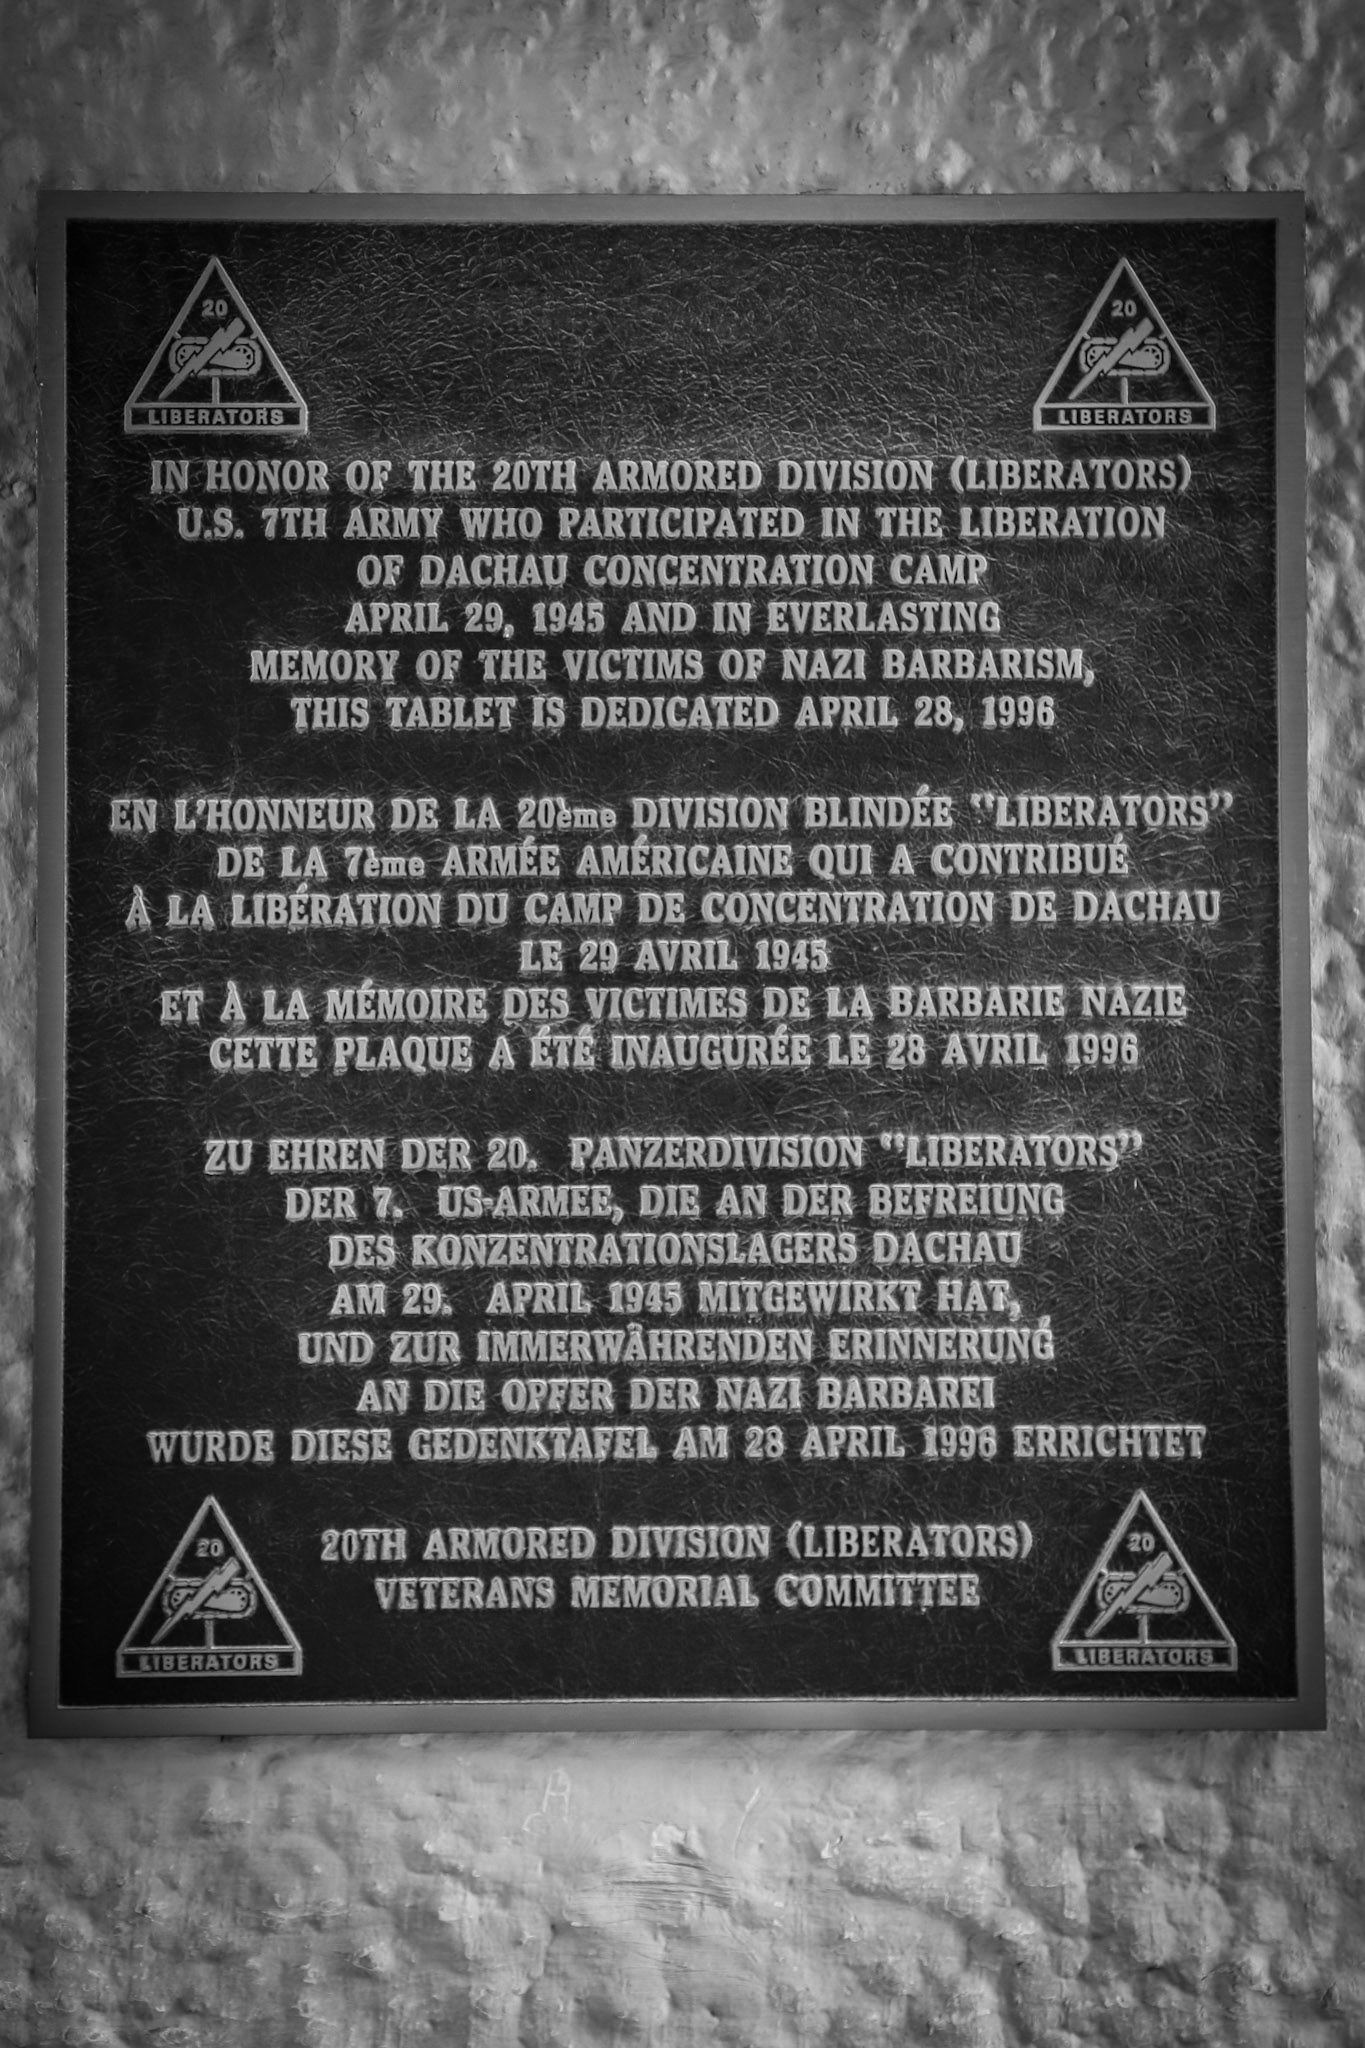 20
20
LIBERATORS
LIBERATORS
IN HONOR OF THE 20TH ARMORED DIVISION (LIBERATORS)
U.S. 7TH ARMY WHO PARTICIPATED IN THE LIBERATION
OF DACHAU CONCENTRATION CAMP
APRIL 29, 1945 AND IN EVERLASTING
MEMORY OF THE VICTIMS OF NAZI BARBARISM,
THIS TABLET IS DEDICATED APRIL 28, 1996
EN L'HONNEUR DE LA 20ème DIVISION BLINDÉE "LIBERATORS"
DE LA 7ème ARMÉE AMÉRICAINE QUI A CONTRIBUÉ
À LA LIBÉRATION DU CAMP DE CONCENTRATION DE DACHAU
LE 29 AVRIL 1945
ET À LA MÉMOIRE DES VICTIMES DE LA BARBARIE NAZIE
CETTE PLAQUE A ÉTÉ INAUGURÉE LE 28 AVRIL 1996
ZU EHREN DER 20. PANZERDIVISION "LIBERATORS"
DER 7. US-ARMEE, DIE AN DER BEFREIUNG
DES KONZENTRATIONSLAGERS DACHAU
AM 29. APRIL 1945 MITGEWIRKT HAT,
UND ZUR IMMERWÄHRENDEN ERINNERUNG
AN DIE OPFER DER NAZI BARBAREI
WURDE DIESE GEDENKTAFEL AM 28 APRIL 1996 ERRICHTET
20TH ARMORED DIVISION (LIBERATORS)
VETERANS MEMORIAL COMMITTEE
20
20
LIBERATORS
LIBERATORS